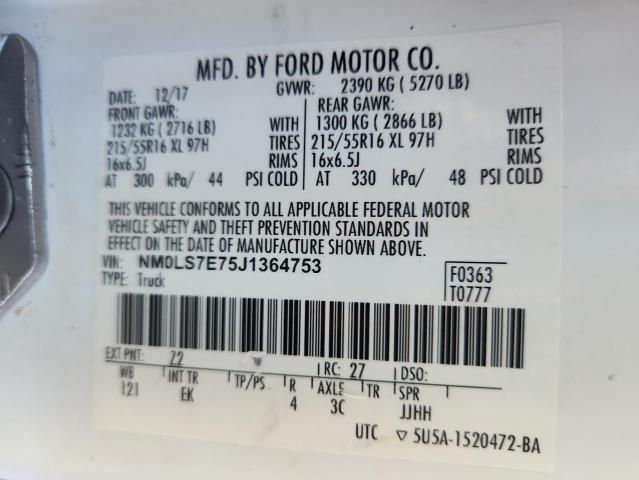 MFD. BY FORD MOTOR CO.
DATE: 12/17 GVWR: 2390 KG ( 5270 LB)
FRONT GAWR: REAR GAWR:
1232 KG ( 2716 LB) WITH 1300 KG ( 2866 LB) WITH
215/55R16 XL 97H TIRES 215/55R16 XL 97H TIRES
16x6.5J RIMS 16x6.5J RIMS
AT 300 kPa/ 44 PSI COLD AT 330 kPa/ 48 PSI COLD
THIS VEHICLE CONFORMS TO ALL APPLICABLE FEDERAL MOTOR
VEHICLE SAFETY AND THEFT PREVENTION STANDARDS IN
EFFECT ON THE DATE OF MANUFACTURE SHOWN ABOVE.
VIN: NM0LS7E75J1364753 F0363
TYPE: Truck T0777
EXT PNT: Z2 RC: 27 DSO:
WB INT TR TP/PS R AXLE TR SPR
121 EK 4 3C JJHH
UTC ▽ 5U5A-1520472-BA